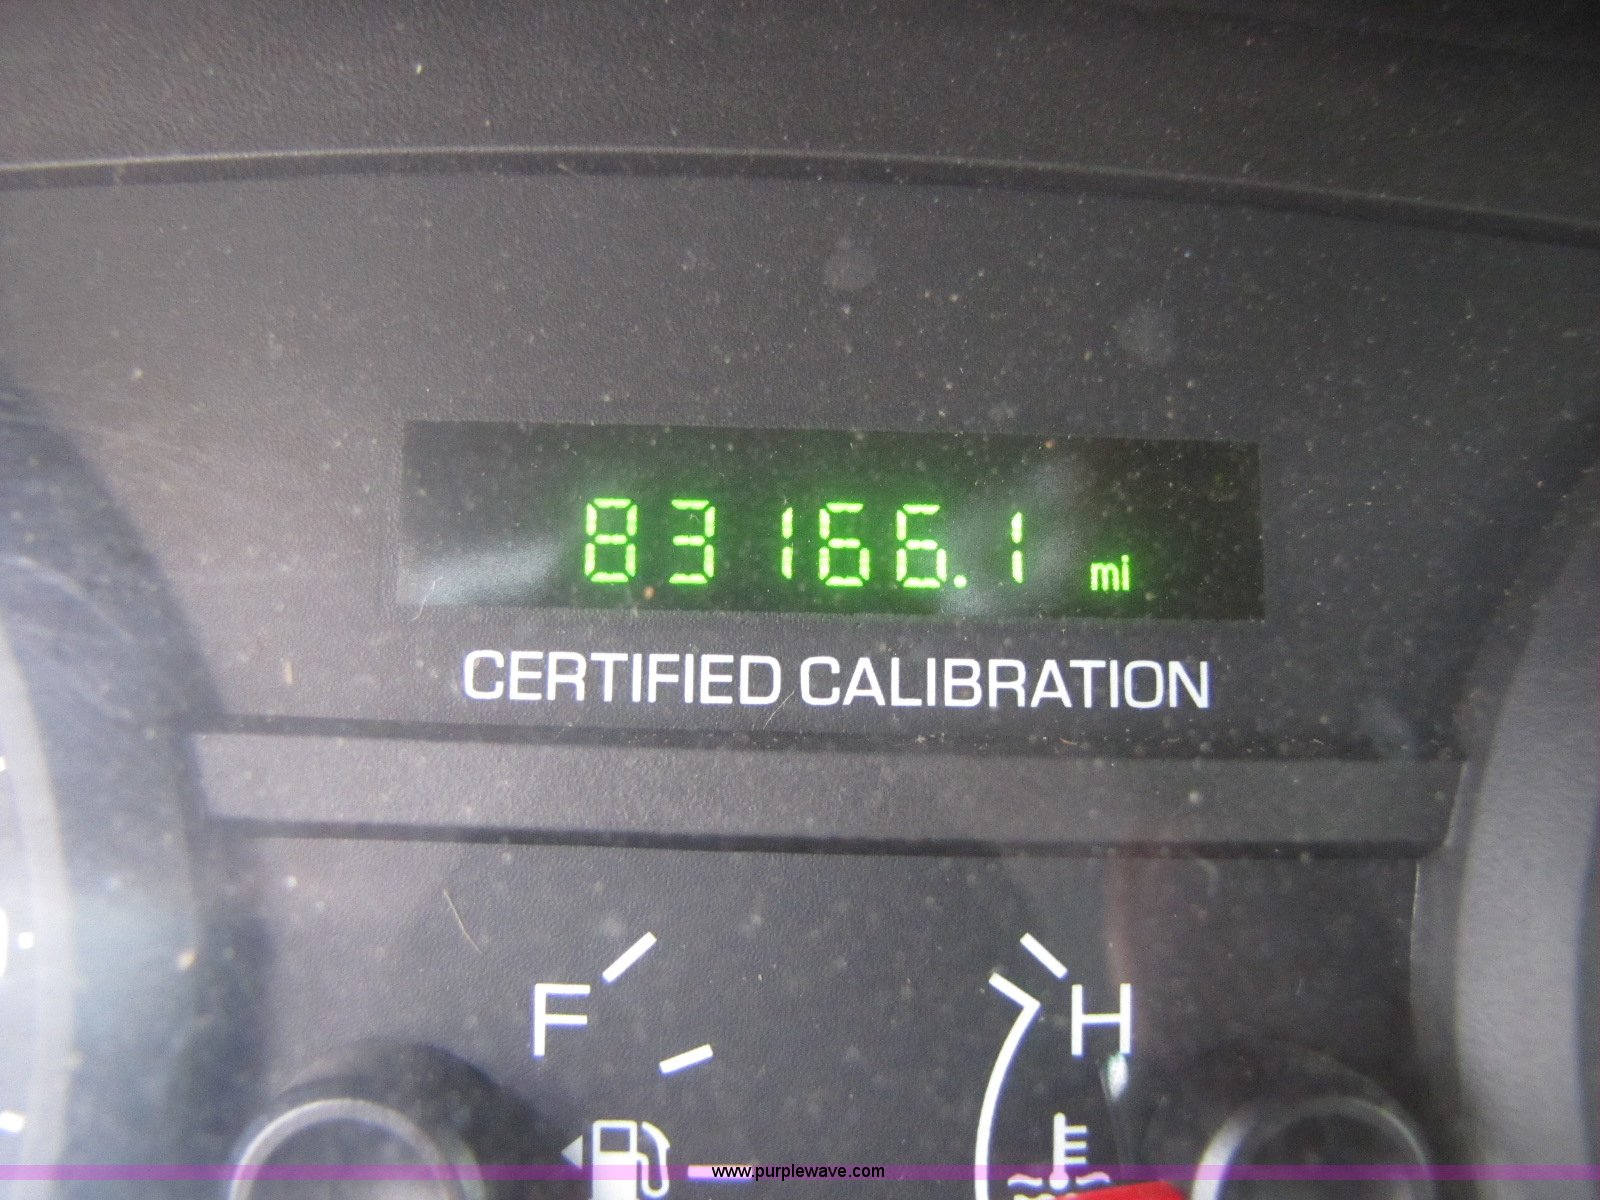 83166.1 mi
CERTIFIED CALIBRATION
F H
www.purplewave.com